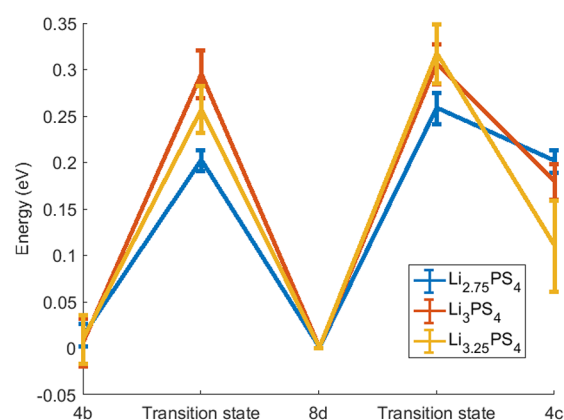 0.35
0.3
0.25
0.2
0.15
0.1
0.05
0
-0.05
Energy (eV)
4b Transition state 8d Transition state 4c
Li2.75PS4
Li3PS4
Li3.25PS4